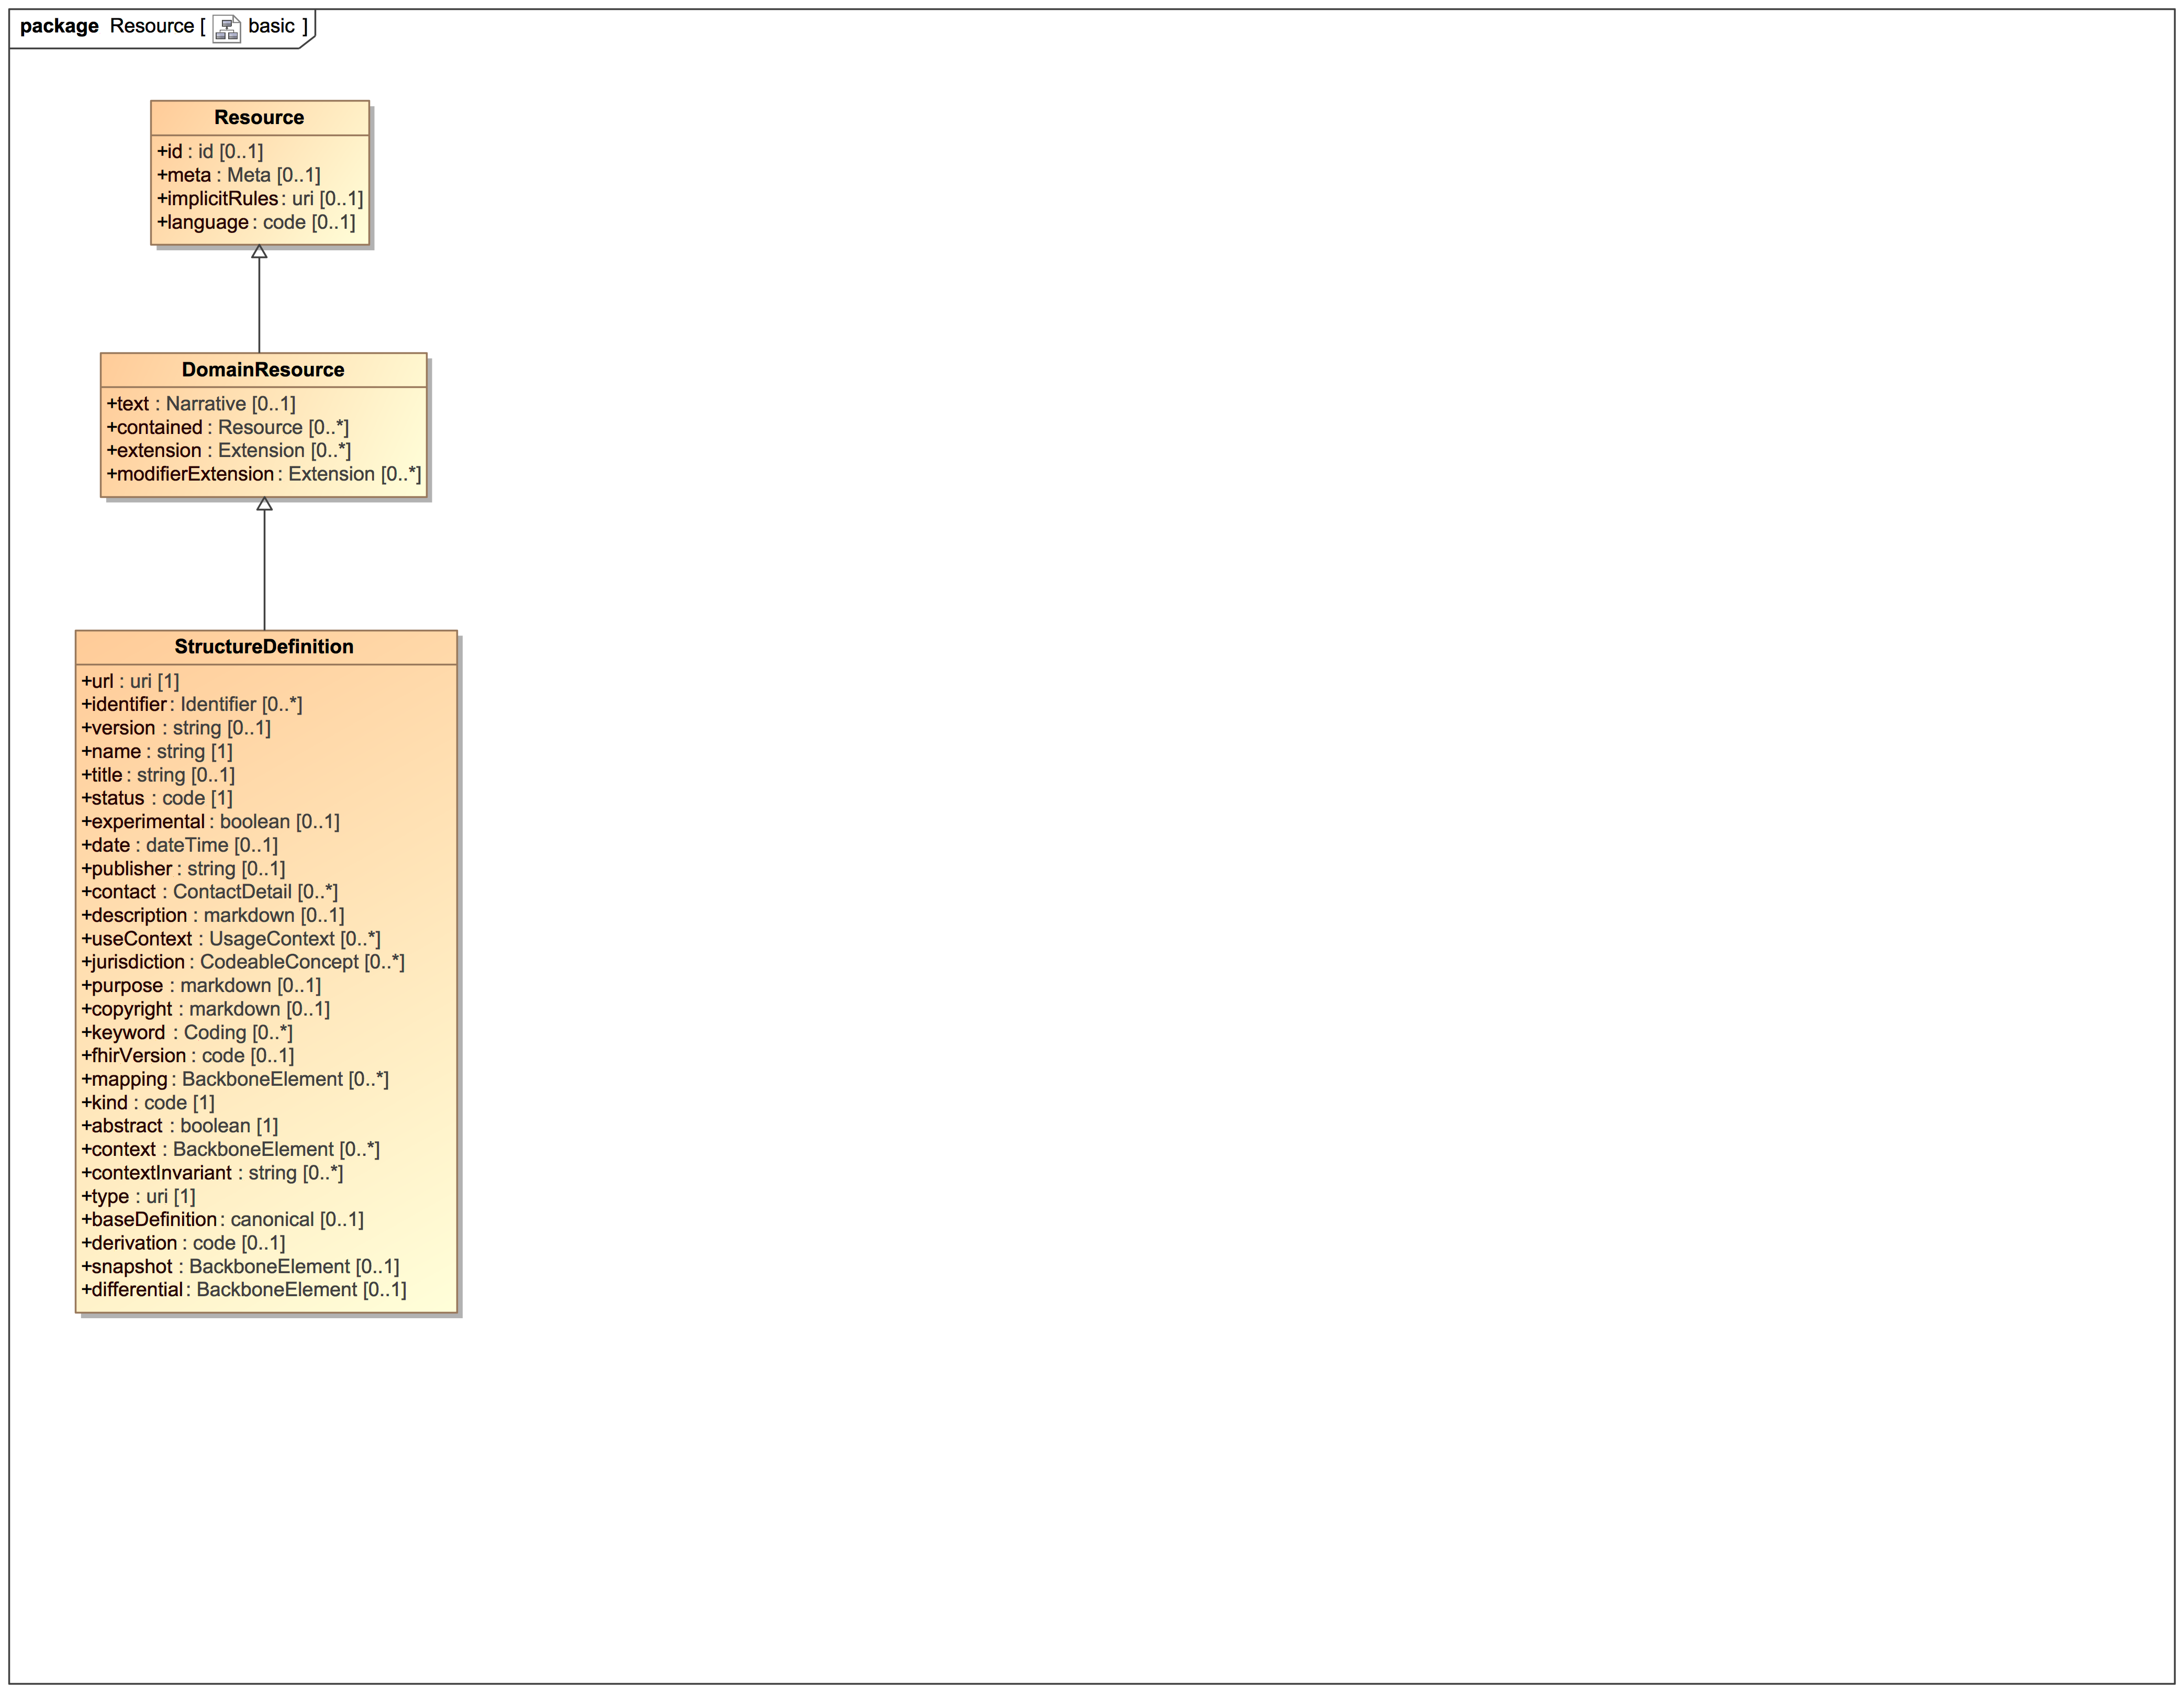 package Resource [ basic ]
Resource
+id : id [0..1]
+meta : Meta [0..1]
+implicitRules : uri [0..1]
+language : code [0..1]
DomainResource
+text : Narrative [0..1]
+contained : Resource [0..*]
+extension : Extension [0..*]
+modifierExtension : Extension [0..*]
StructureDefinition
+url : uri [1]
+identifier : Identifier [0..*]
+version : string [0..1]
+name : string [1]
+title : string [0..1]
+status : code [1]
+experimental : boolean [0..1]
+date : dateTime [0..1]
+publisher : string [0..1]
+contact : ContactDetail [0..*]
+description : markdown [0..1]
+useContext : UsageContext [0..*]
+jurisdiction : CodeableConcept [0..*]
+purpose : markdown [0..1]
+copyright : markdown [0..1]
+keyword : Coding [0..*]
+fhirVersion : code [0..1]
+mapping : BackboneElement [0..*]
+kind : code [1]
+abstract : boolean [1]
+context : BackboneElement [0..*]
+contextInvariant : string [0..*]
+type : uri [1]
+baseDefinition : canonical [0..1]
+derivation : code [0..1]
+snapshot : BackboneElement [0..1]
+differential : BackboneElement [0..1]